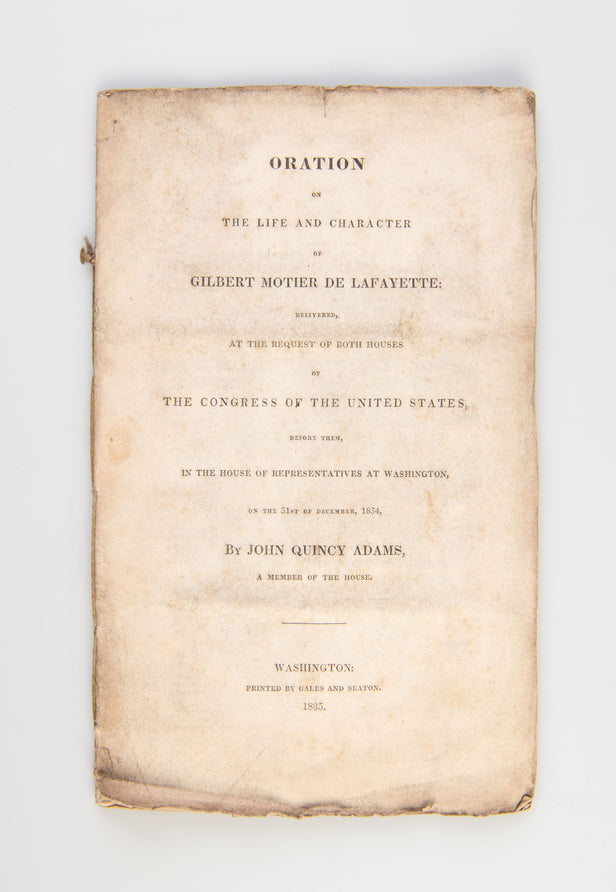 ORATION
ON
THE LIFE AND CHARACTER
OF
GILBERT MOTIER DE LAFAYETTE:
DELIVERED,
AT THE REQUEST OF BOTH HOUSES
OF
THE CONGRESS OF THE UNITED STATES,
BEFORE THEM,
IN THE HOUSE OF REPRESENTATIVES AT WASHINGTON,
ON THE 31ST OF DECEMBER, 1834,
BY JOHN QUINCY ADAMS,
A MEMBER OF THE HOUSE.
WASHINGTON:
PRINTED BY GALES AND SEATON.
1835.